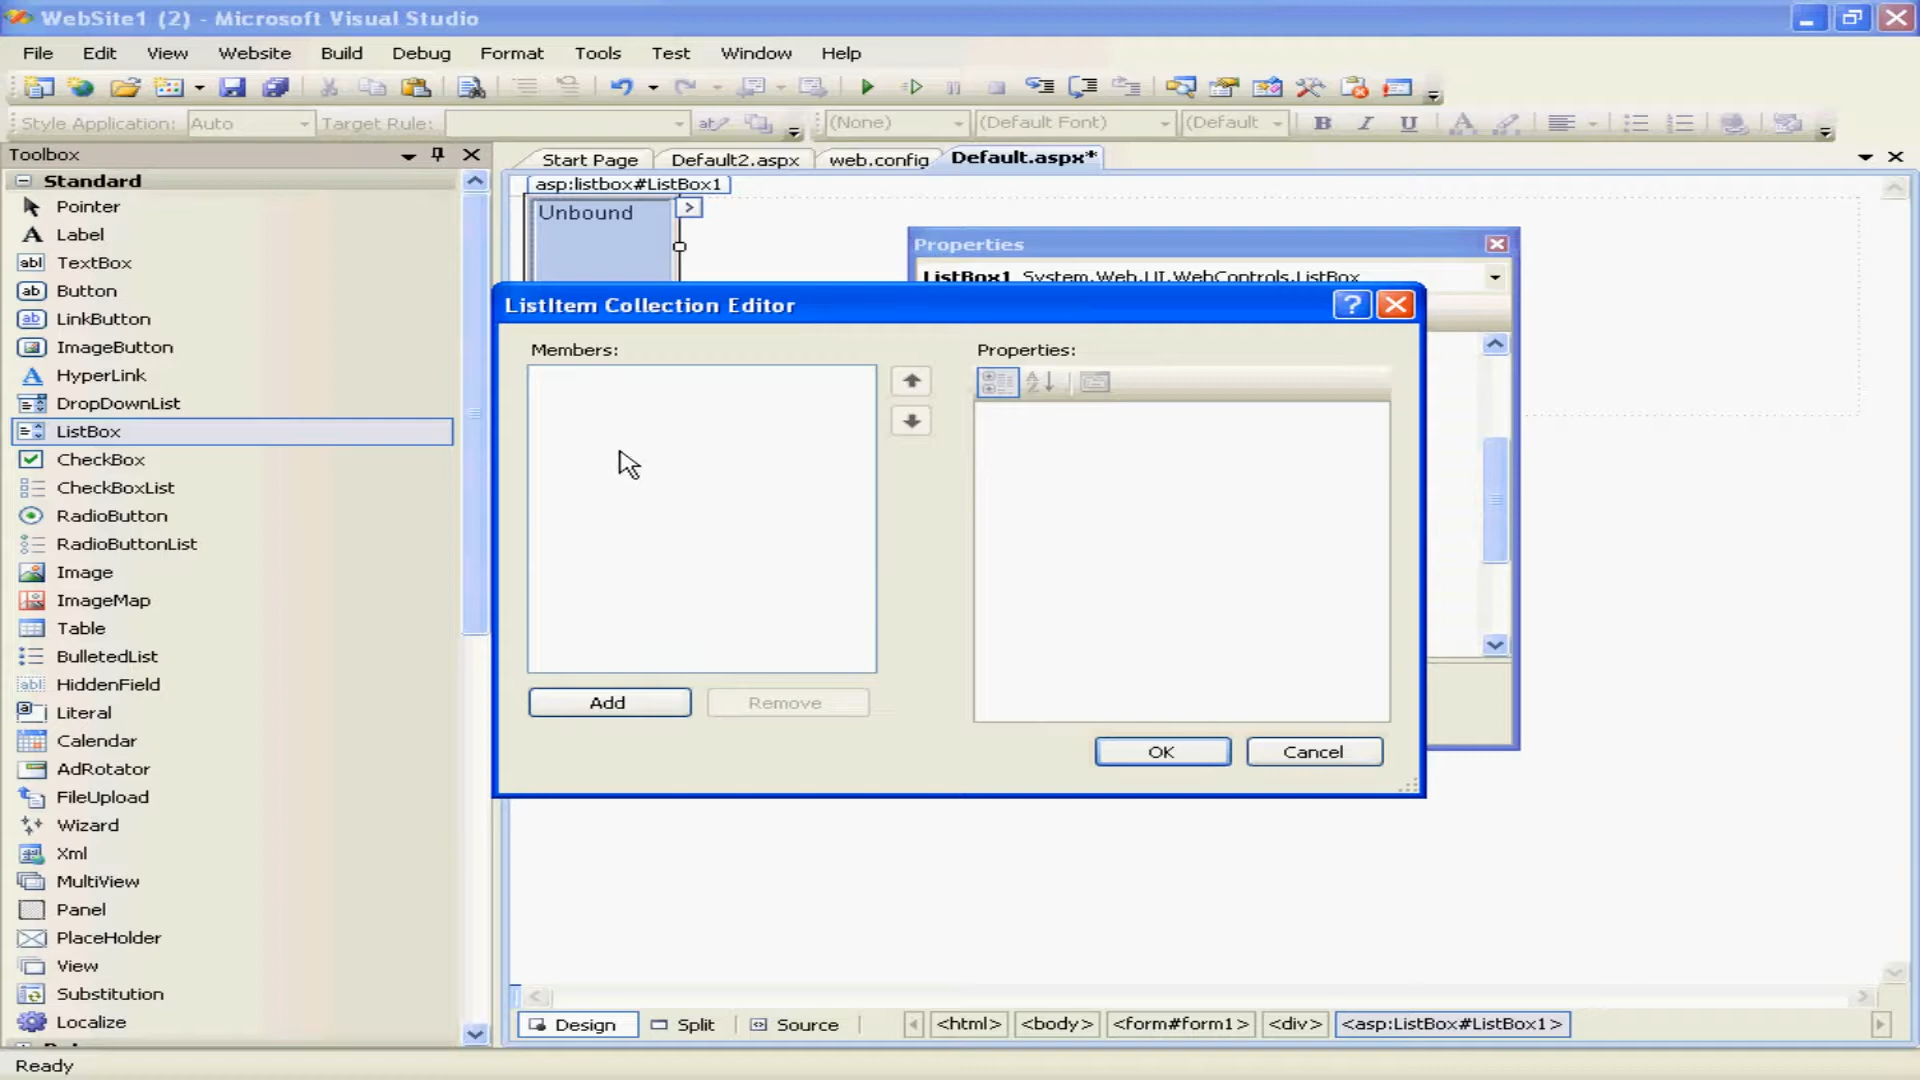 WebSite1 (2) - Microsoft Visual Studio
File Edit View Website Build Debug Format Tools Test Window Help
Style Application: Auto Target Rule: (None) (Default Font) (Default B I U
Toolbox
Start Page Default2.aspx web.config Default.aspx*
Standard
asp:listbox#ListBox1
Unbound
Pointer
Label
TextBox
Button
LinkButton
ImageButton
HyperLink
DropDownList
ListBox
CheckBox
CheckBoxList
RadioButton
RadioButtonList
Image
ImageMap
Table
BulletedList
HiddenField
Literal
Calendar
AdRotator
FileUpload
Wizard
Xml
MultiView
Panel
PlaceHolder
View
Substitution
Localize
Properties
ListBox1 System.Web.UI.WebControls.ListBox
ListItem Collection Editor
Members:
Properties:
Add Remove
OK Cancel
Design Split Source <html> <body> <form#form1> <div> <asp:ListBox#ListBox1>
Ready